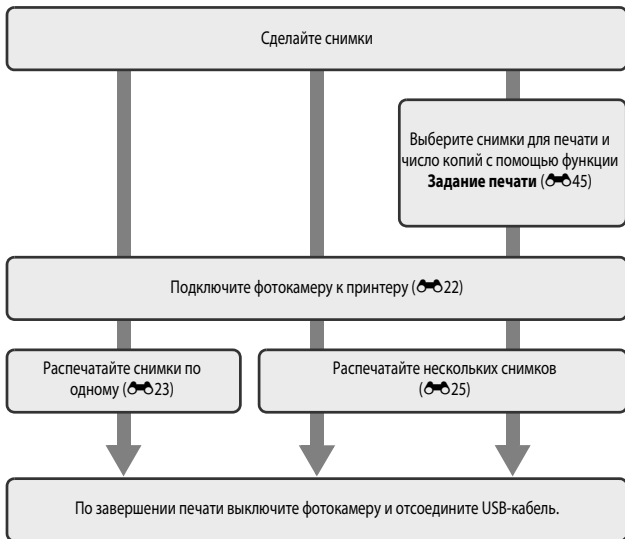 Сделайте снимки
Выберите снимки для печати и
число копий с помощью функции
Задание печати (45)
Подключите фотокамеру к принтеру (22)
Распечатайте снимки по
одному (23)
Распечатайте нескольких снимков
(25)
По завершении печати выключите фотокамеру и отсоедините USB-кабель.